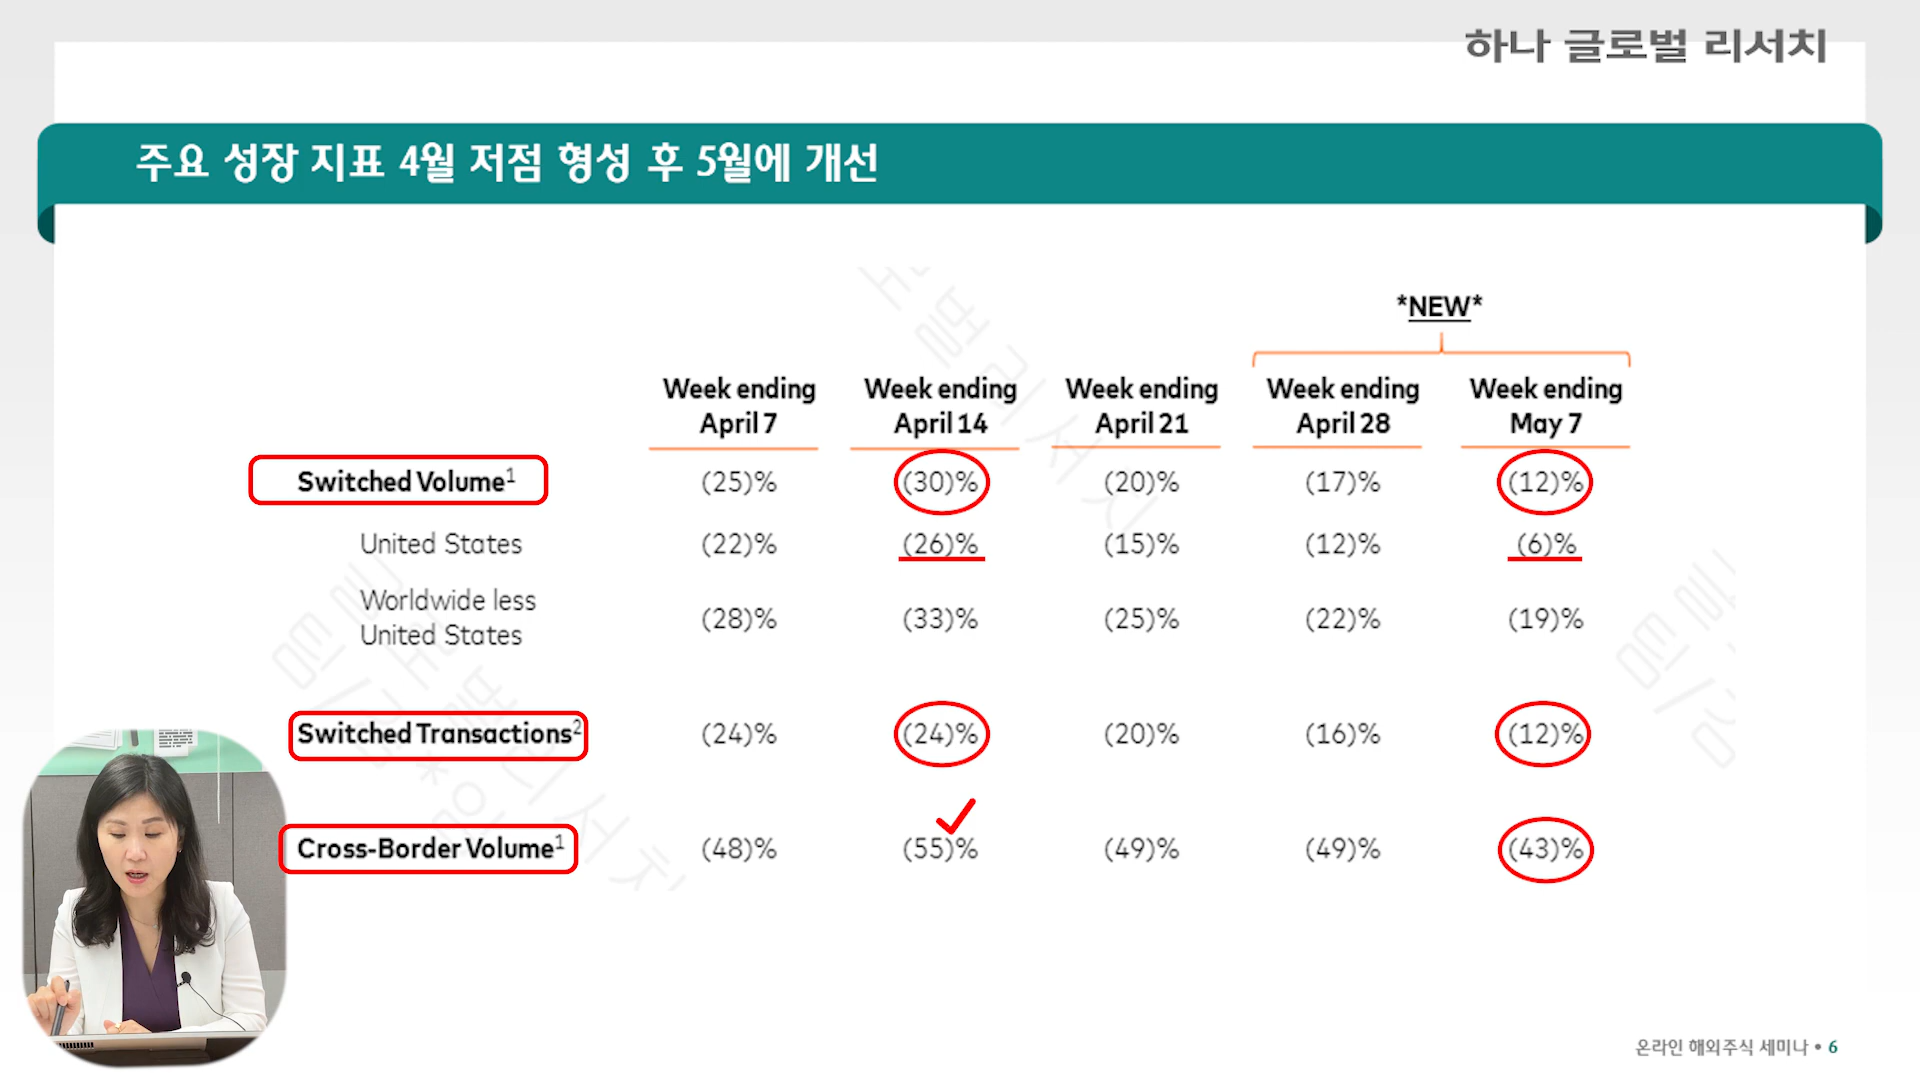 하나 글로벌 리서치
주요 성장 지표 4월 저점 형성 후 5월에 개선
*NEW*
Week ending April 7
Week ending April 14
Week ending April 21
Week ending April 28
Week ending May 7
Switched Volume1 (25)% (30)% (20)% (17)% (12)%
United States (22)% (26)% (15)% (12)% (6)%
Worldwide less
United States (28)% (33)% (25)% (22)% (19)%
Switched Transactions2 (24)% (24)% (20)% (16)% (12)%
Cross-Border Volume1 (48)% (55)% (49)% (49)% (43)%
온라인 해외주식 세미나 • 6